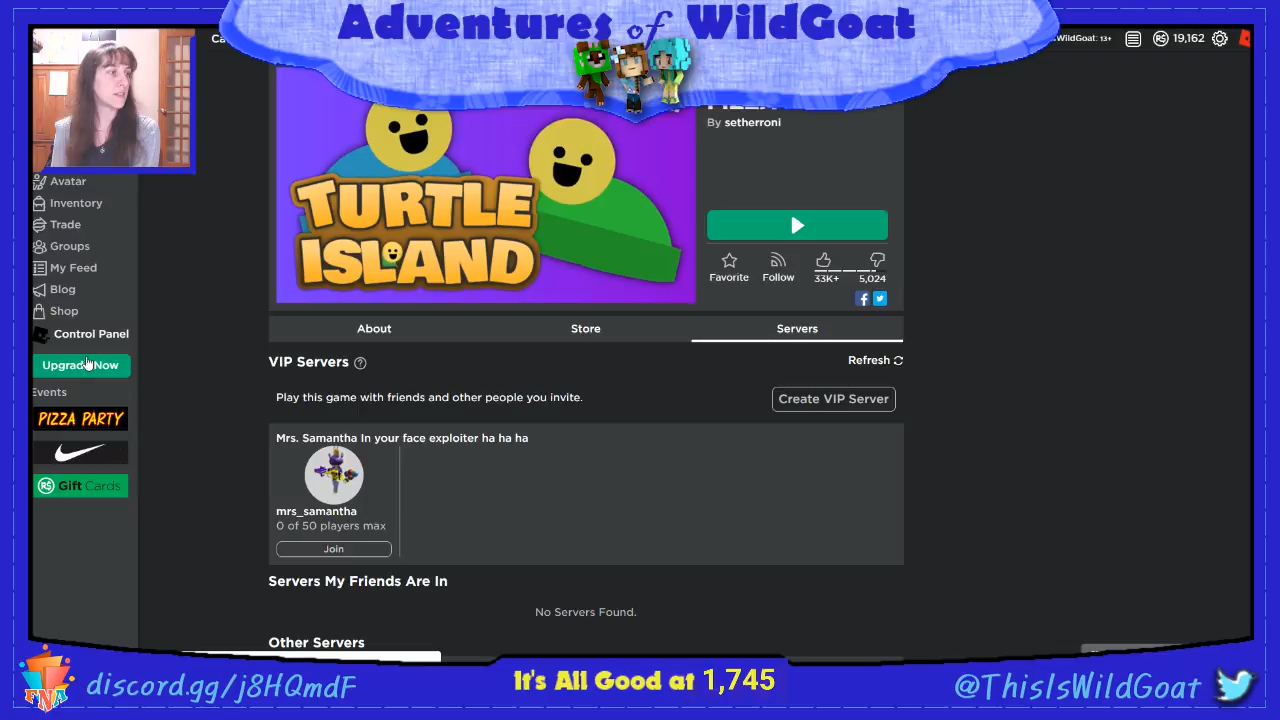 Adventures of WildGoat
WildGoat: 13+
19,162
By setherroni
TURTLE
ISLAND
Favorite
Follow
33K+
5,024
Avatar
Inventory
Trade
Groups
My Feed
Blog
Shop
Control Panel
Upgrade Now
Events
PIZZA PARTY
Gift Cards
About
Store
Servers
VIP Servers
Refresh
Play this game with friends and other people you invite.
Create VIP Server
Mrs. Samantha In your face exploiter ha ha ha
mrs_samantha
0 of 50 players max
Join
Servers My Friends Are In
No Servers Found.
Other Servers
FNA
discord.gg/j8HQmdF
It's All Good at 1,745
@ThisIsWildGoat